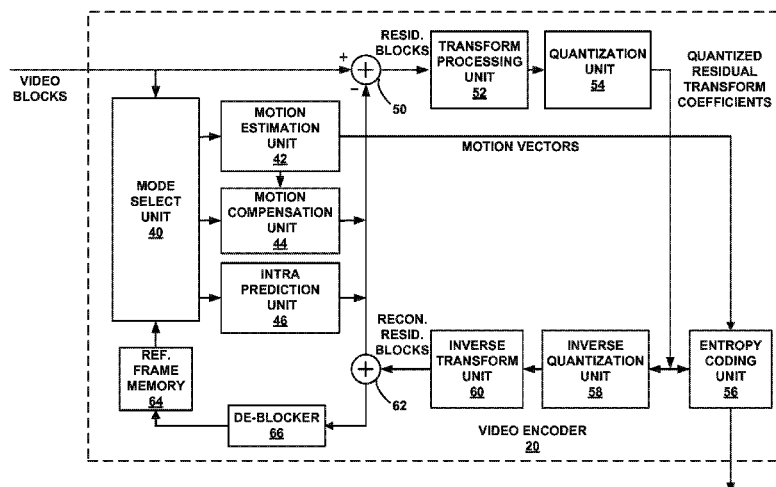 VIDEO
BLOCKS
+
−
RESID.
BLOCKS
50
TRANSFORM
PROCESSING
UNIT
52
QUANTIZATION
UNIT
54
QUANTIZED
RESIDUAL
TRANSFORM
COEFFICIENTS
MODE
SELECT
UNIT
40
MOTION
ESTIMATION
UNIT
42
MOTION VECTORS
MOTION
COMPENSATION
UNIT
44
INTRA
PREDICTION
UNIT
46
RECON.
RESID.
BLOCKS
62
INVERSE
TRANSFORM
UNIT
60
INVERSE
QUANTIZATION
UNIT
58
ENTROPY
CODING
UNIT
56
REF.
FRAME
MEMORY
64
DE-BLOCKER
66
VIDEO ENCODER
20